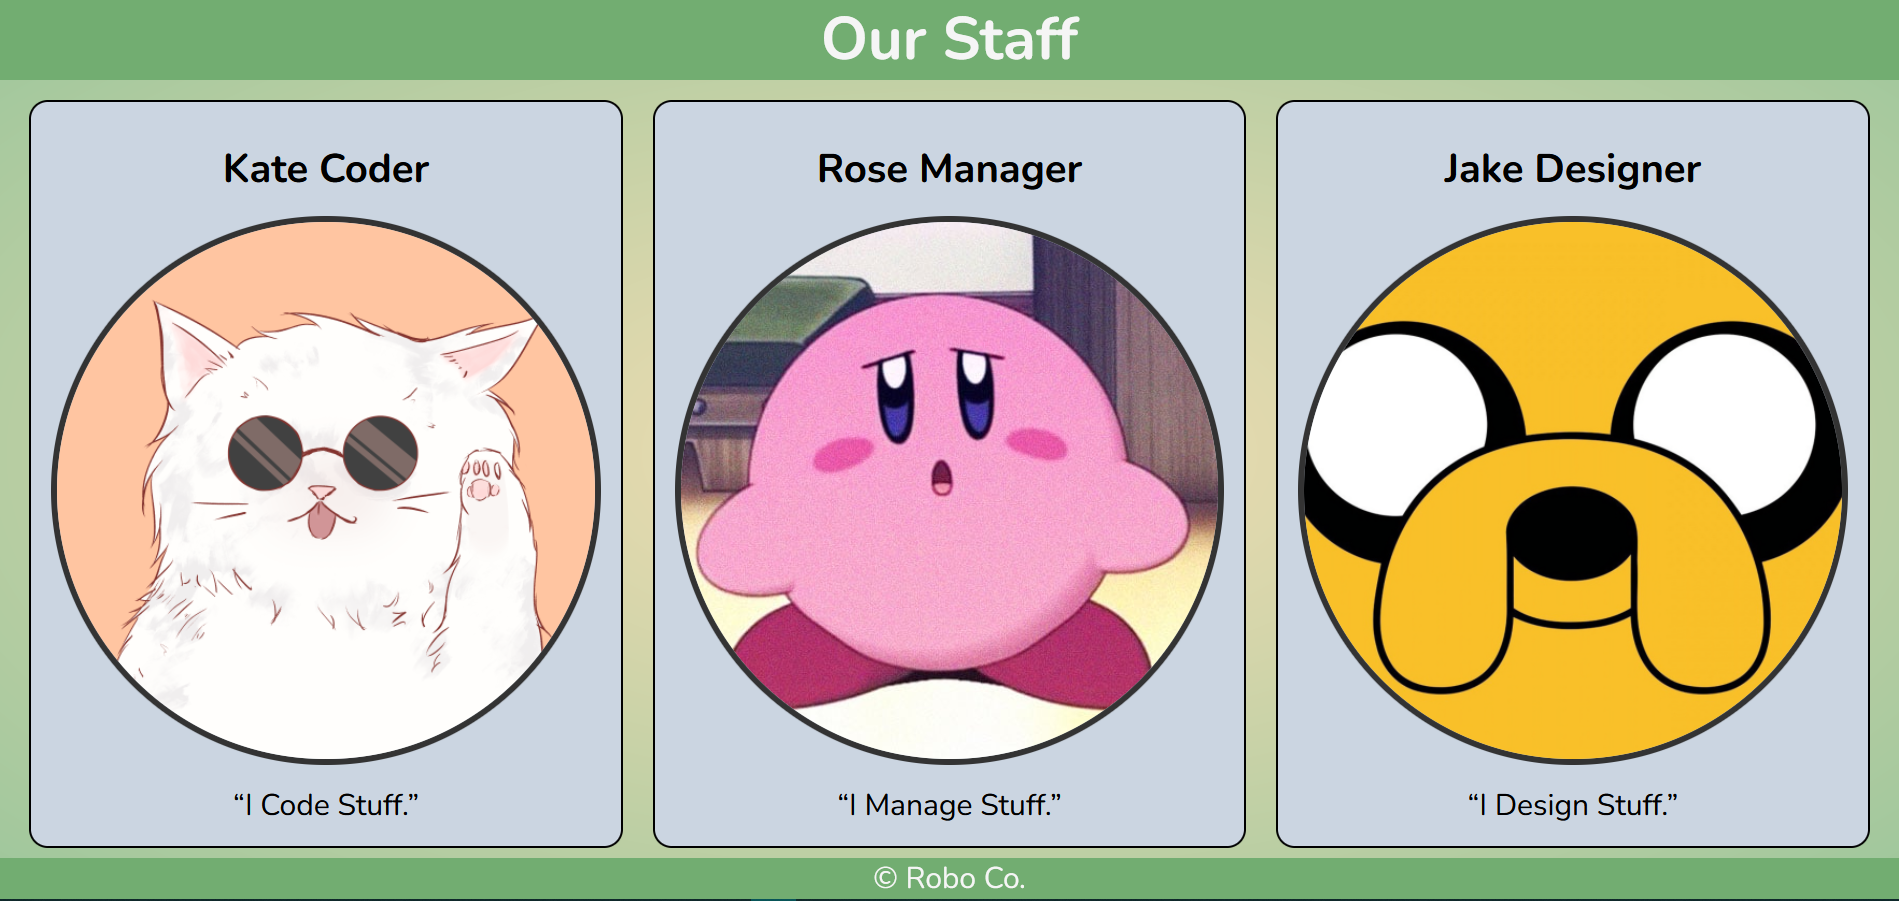 Our Staff
Kate Coder
Rose Manager
Jake Designer
“I Code Stuff.”
“I Manage Stuff.”
“I Design Stuff.”
© Robo Co.